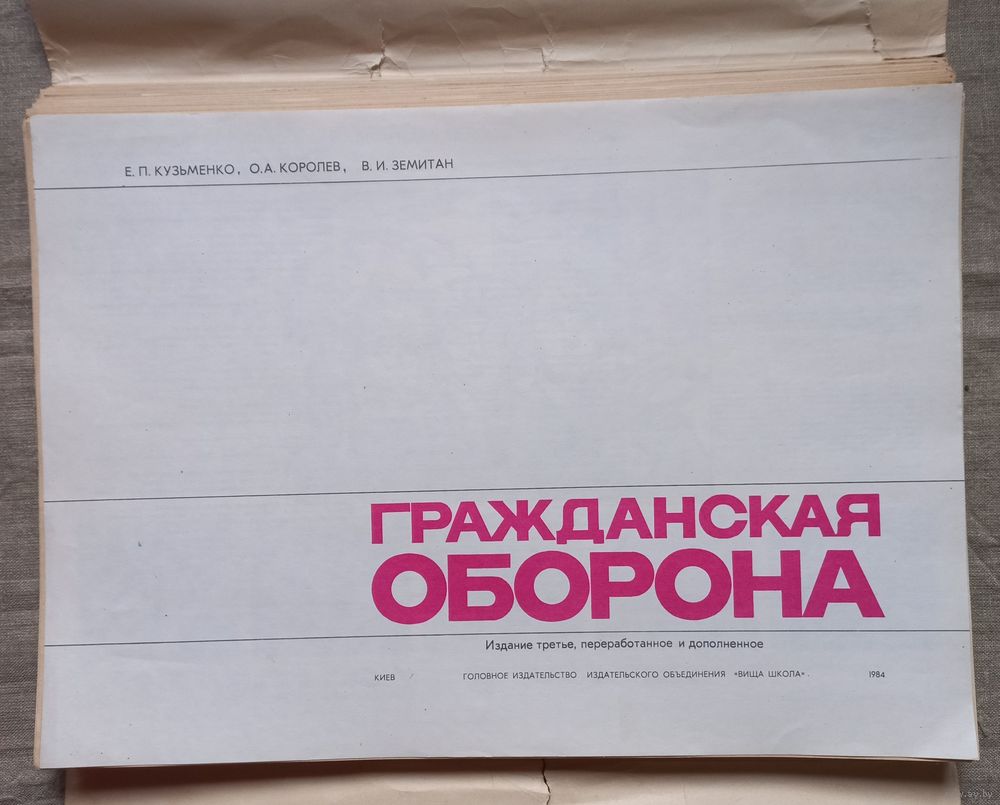 Е. П. КУЗЬМЕНКО, О.А. КОРОЛЕВ, В. И. ЗЕМИТАН
ГРАЖДАНСКАЯ
ОБОРОНА
Издание третье, переработанное и дополненное
КИЕВ ГОЛОВНОЕ ИЗДАТЕЛЬСТВО ИЗДАТЕЛЬСКОГО ОБЪЕДИНЕНИЯ «ВИЩА ШКОЛА». 1984